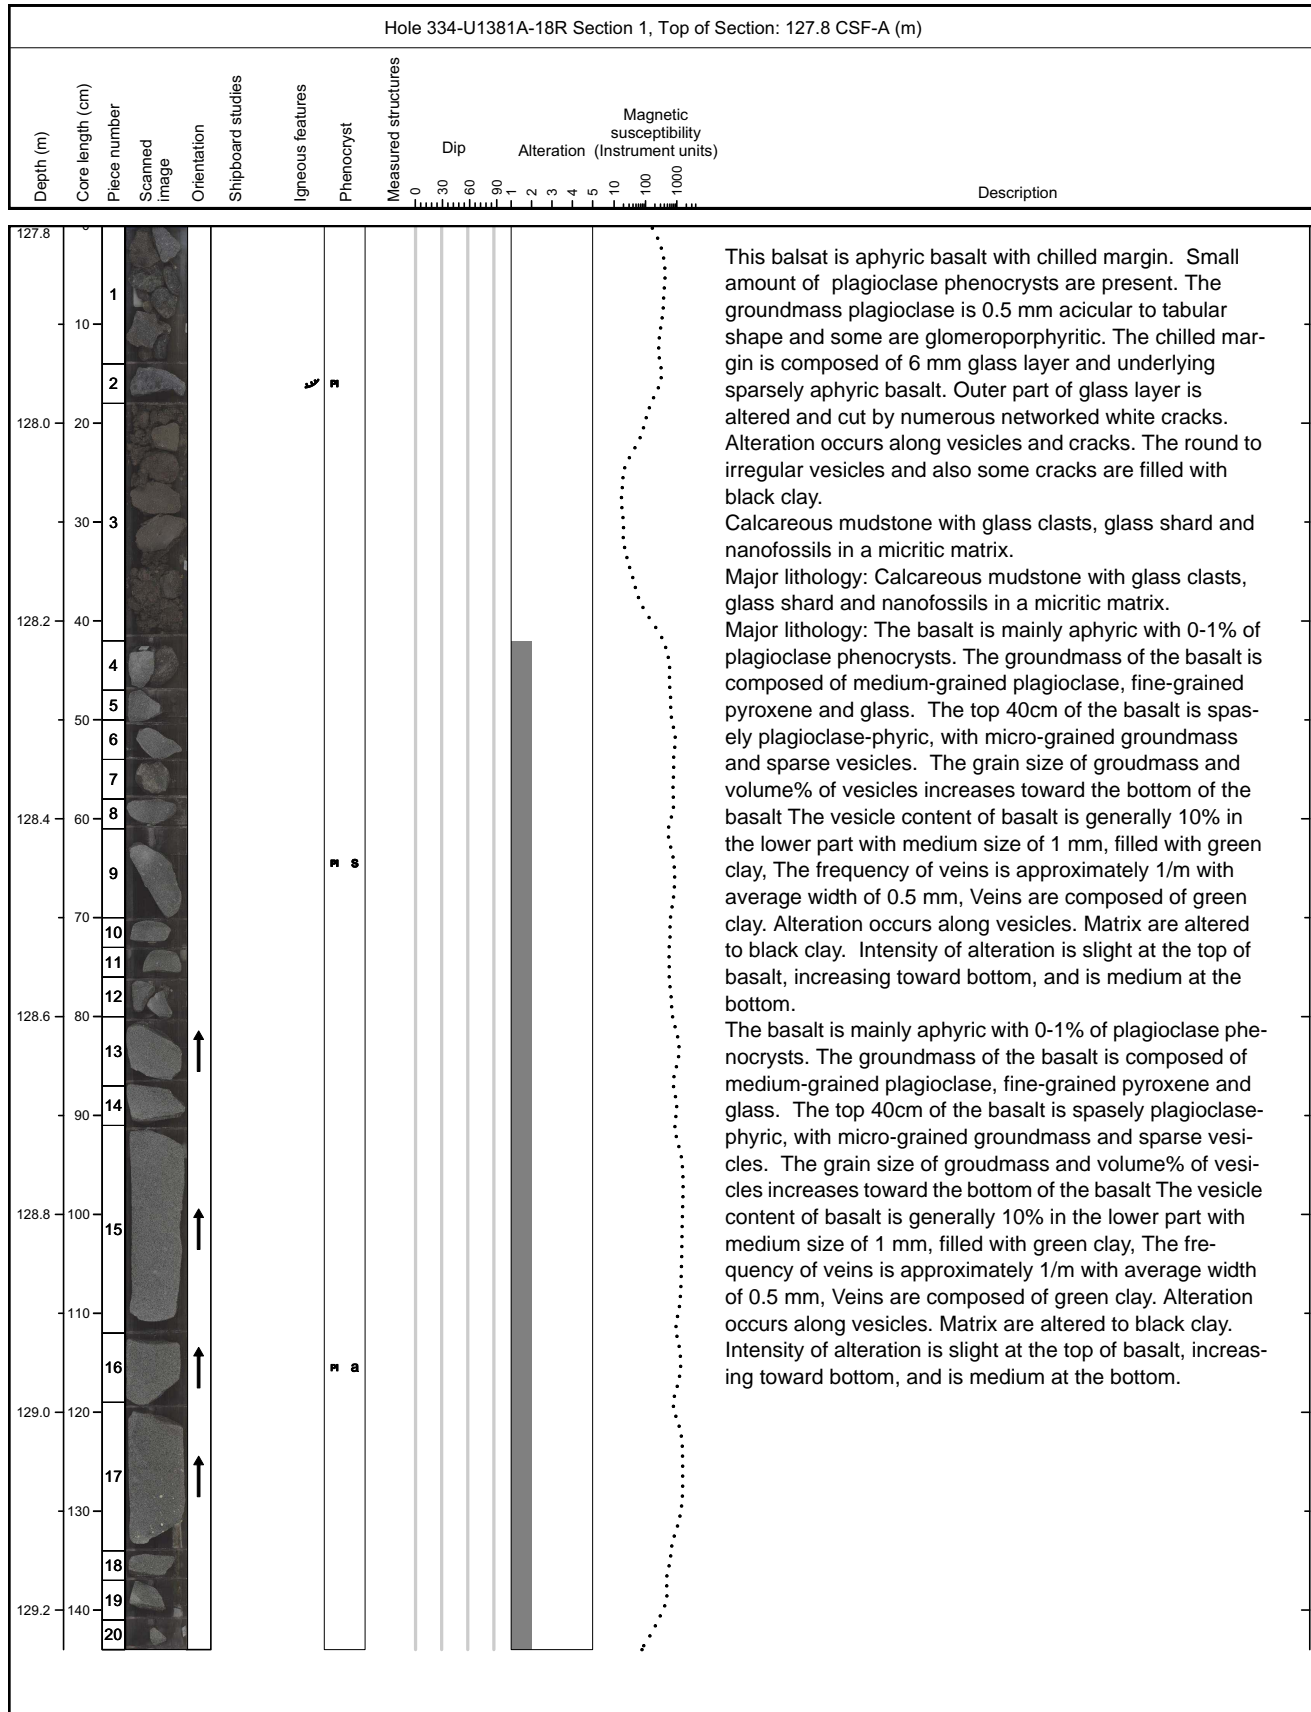 Hole 334-U1381A-18R Section 1, Top of Section: 127.8 CSF-A (m)
Depth (m)
Core length (cm)
Piece number
Scanned
image
Orientation
Shipboard studies
Igneous features
Phenocryst
Measured structures
Dip
0 30 60 90
Alteration
1 2 3 4 5
Magnetic
susceptibility
(Instrument units)
10 100 1000
Description
127.8
128.0
128.2
128.4
128.6
128.8
129.0
129.2
0
10
20
30
40
50
60
70
80
90
100
110
120
130
140
1
2
3
4
5
6
7
8
9
10
11
12
13
14
15
16
17
18
19
20
Pl
Pl s
Pl a
This balsat is aphyric basalt with chilled margin. Small
amount of plagioclase phenocrysts are present. The
groundmass plagioclase is 0.5 mm acicular to tabular
shape and some are glomeroporphyritic. The chilled mar-
gin is composed of 6 mm glass layer and underlying
sparsely aphyric basalt. Outer part of glass layer is
altered and cut by numerous networked white cracks.
Alteration occurs along vesicles and cracks. The round to
irregular vesicles and also some cracks are filled with
black clay.
Calcareous mudstone with glass clasts, glass shard and
nanofossils in a micritic matrix.
Major lithology: Calcareous mudstone with glass clasts,
glass shard and nanofossils in a micritic matrix.
Major lithology: The basalt is mainly aphyric with 0-1% of
plagioclase phenocrysts. The groundmass of the basalt is
composed of medium-grained plagioclase, fine-grained
pyroxene and glass. The top 40cm of the basalt is spas-
ely plagioclase-phyric, with micro-grained groundmass
and sparse vesicles. The grain size of groudmass and
volume% of vesicles increases toward the bottom of the
basalt The vesicle content of basalt is generally 10% in
the lower part with medium size of 1 mm, filled with green
clay, The frequency of veins is approximately 1/m with
average width of 0.5 mm, Veins are composed of green
clay. Alteration occurs along vesicles. Matrix are altered
to black clay. Intensity of alteration is slight at the top of
basalt, increasing toward bottom, and is medium at the
bottom.
The basalt is mainly aphyric with 0-1% of plagioclase phe-
nocrysts. The groundmass of the basalt is composed of
medium-grained plagioclase, fine-grained pyroxene and
glass. The top 40cm of the basalt is spasely plagioclase-
phyric, with micro-grained groundmass and sparse vesi-
cles. The grain size of groudmass and volume% of vesi-
cles increases toward the bottom of the basalt The vesicle
content of basalt is generally 10% in the lower part with
medium size of 1 mm, filled with green clay, The fre-
quency of veins is approximately 1/m with average width
of 0.5 mm, Veins are composed of green clay. Alteration
occurs along vesicles. Matrix are altered to black clay.
Intensity of alteration is slight at the top of basalt, increas-
ing toward bottom, and is medium at the bottom.